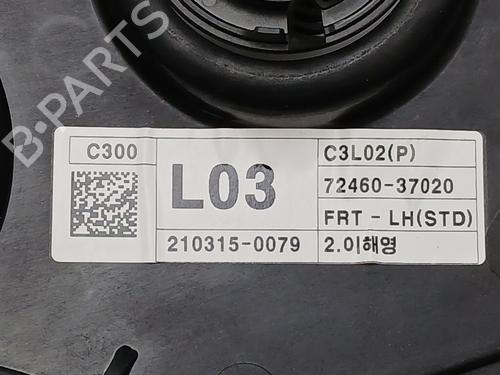 B-PARTS
C300
L03
210315-0079
C3L02(P)
72460-37020
FRT - LH(STD)
2.이해영